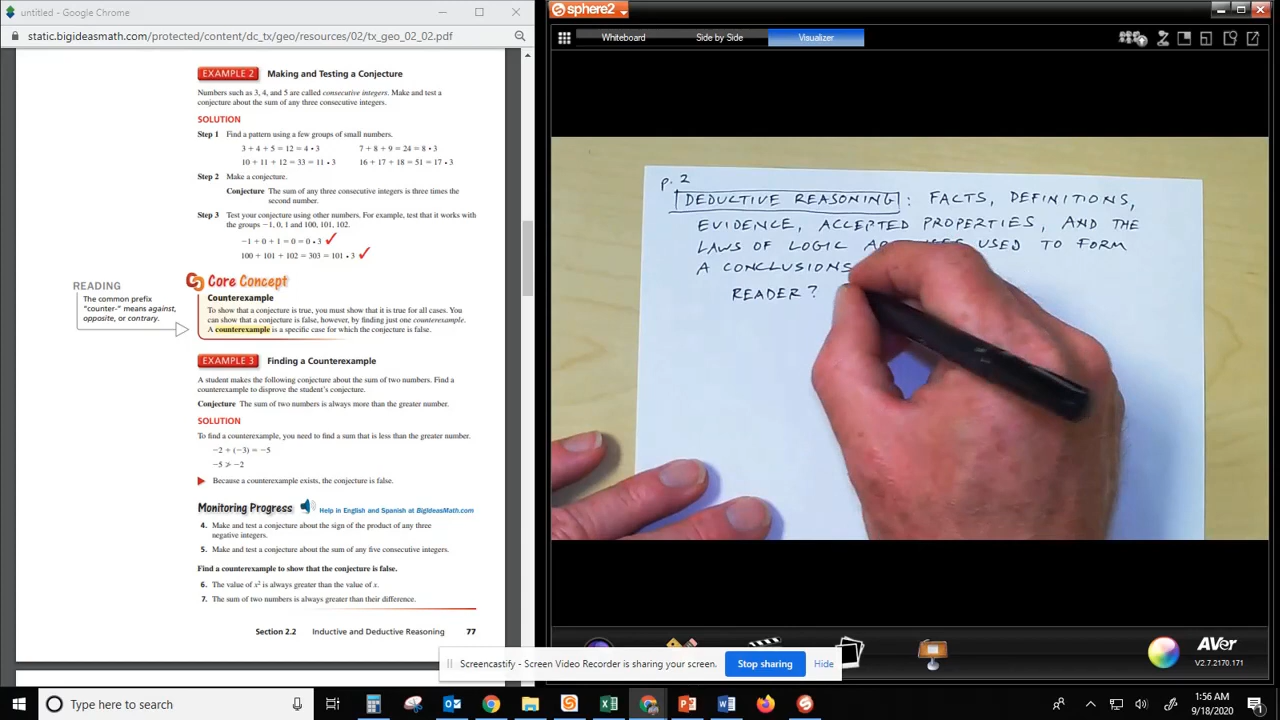 untitled - Google Chrome
static.bigideasmath.com/protected/content/dc_tx/geo/resources/02/tx_geo_02_02.pdf
EXAMPLE 2 Making and Testing a Conjecture
Numbers such as 3, 4, and 5 are called consecutive integers. Make and test a
conjecture about the sum of any three consecutive integers.
SOLUTION
Step 1 Find a pattern using a few groups of small numbers.
3 + 4 + 5 = 12 = 4 • 3 7 + 8 + 9 = 24 = 8 • 3
10 + 11 + 12 = 33 = 11 • 3 16 + 17 + 18 = 51 = 17 • 3
Step 2 Make a conjecture.
Conjecture The sum of any three consecutive integers is three times the
second number.
Step 3 Test your conjecture using other numbers. For example, test that it works with
the groups −1, 0, 1 and 100, 101, 102.
−1 + 0 + 1 = 0 = 0 • 3 ✓
100 + 101 + 102 = 303 = 101 • 3 ✓
READING
The common prefix
“counter-” means against,
opposite, or contrary.
Core Concept
Counterexample
To show that a conjecture is true, you must show that it is true for all cases. You
can show that a conjecture is false, however, by finding just one counterexample.
A counterexample is a specific case for which the conjecture is false.
EXAMPLE 3 Finding a Counterexample
A student makes the following conjecture about the sum of two numbers. Find a
counterexample to disprove the student’s conjecture.
Conjecture The sum of two numbers is always more than the greater number.
SOLUTION
To find a counterexample, you need to find a sum that is less than the greater number.
−2 + (−3) = −5
−5 ≯ −2
Because a counterexample exists, the conjecture is false.
Monitoring Progress Help in English and Spanish at BigIdeasMath.com
4. Make and test a conjecture about the sign of the product of any three
negative integers.
5. Make and test a conjecture about the sum of any five consecutive integers.
Find a counterexample to show that the conjecture is false.
6. The value of x² is always greater than the value of x.
7. The sum of two numbers is always greater than their difference.
Section 2.2 Inductive and Deductive Reasoning 77
sphere2
Whiteboard Side by Side Visualizer
p. 2
DEDUCTIVE REASONING: FACTS, DEFINITIONS,
EVIDENCE, ACCEPTED PROPERTIES, AND THE
LAWS OF LOGIC USED TO FORM
A CONCLUSIONS
READER?
AVer
V2.7.2170.171
Screencastify - Screen Video Recorder is sharing your screen. Stop sharing Hide
Type here to search
1:56 AM
9/18/2020